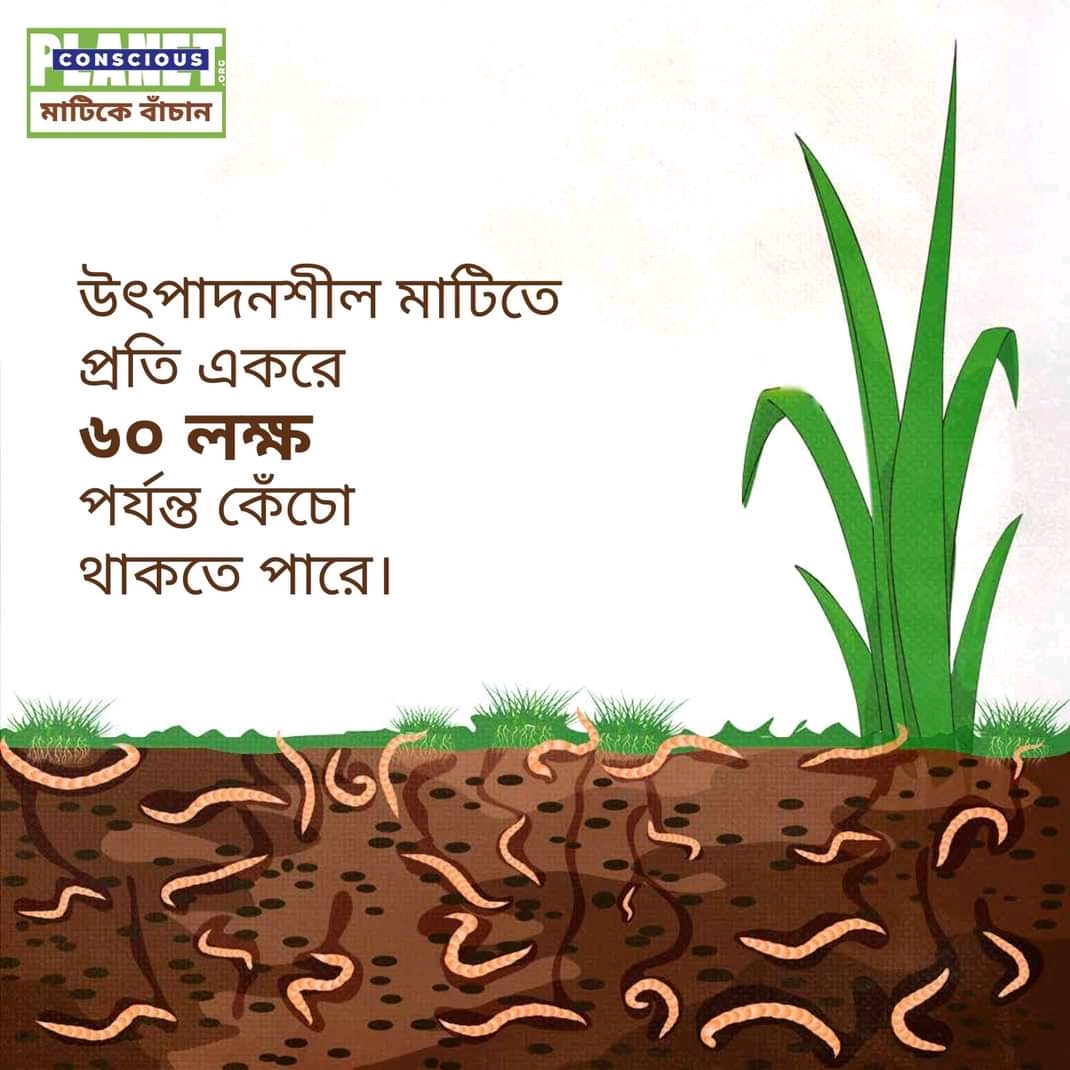 PLANET
CONSCIOUS
.ORG
মাটিকে বাঁচান
উৎপাদনশীল মাটিতে
প্রতি একরে
৬০ লক্ষ
পর্যন্ত কেঁচো
থাকতে পারে।